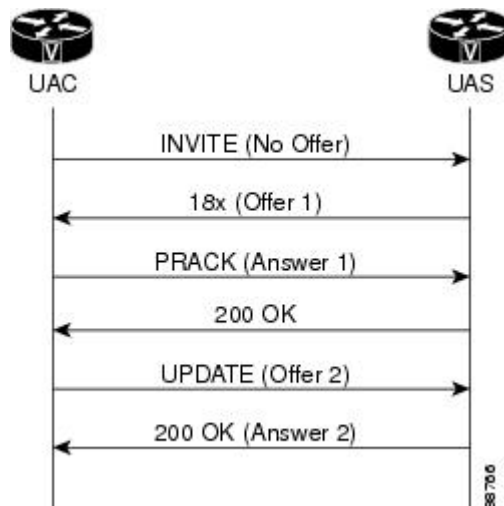 V V
UAC UAS
INVITE (No Offer)
18x (Offer 1)
PRACK (Answer 1)
200 OK
UPDATE (Offer 2)
200 OK (Answer 2)
88766